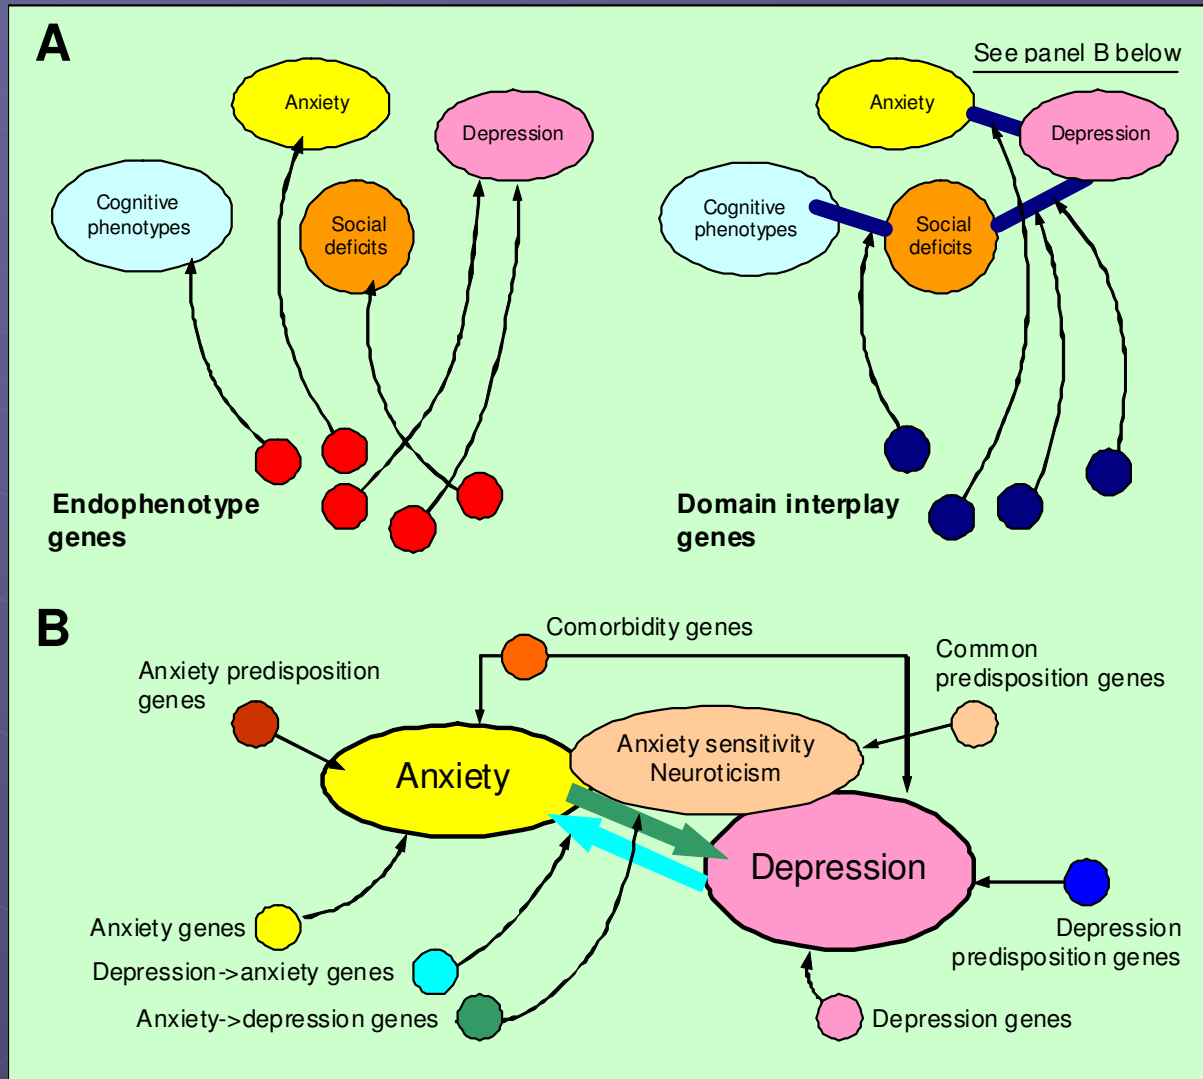 A
See panel B below
Anxiety
Depression
Cognitive
phenotypes
Social
deficits
Endophenotype
genes
Anxiety
Depression
Cognitive
phenotypes
Social
deficits
Domain interplay
genes
B
Comorbidity genes
Anxiety predisposition
genes
Common
predisposition genes
Anxiety
Anxiety sensitivity
Neuroticism
Depression
Anxiety genes
Depression->anxiety genes
Anxiety->depression genes
Depression
predisposition genes
Depression genes